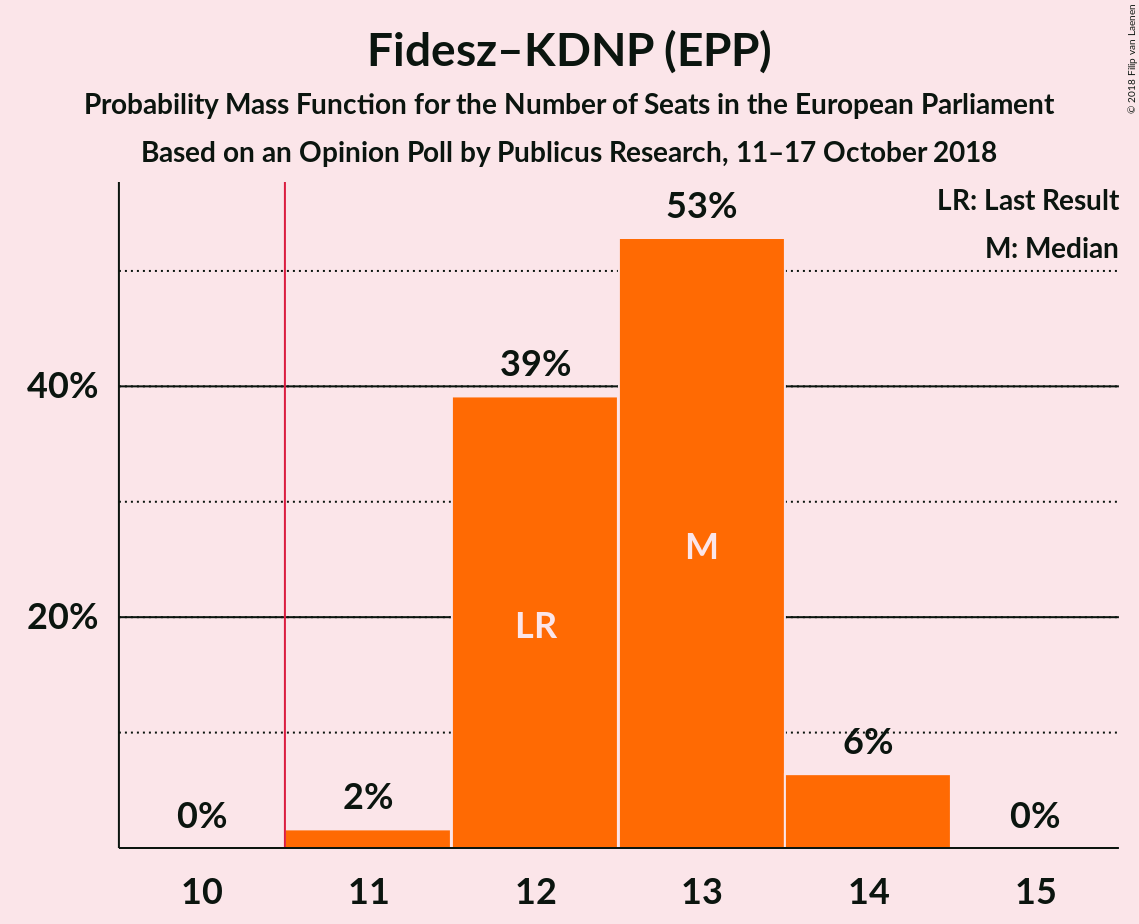 Fidesz–KDNP (EPP)
Probability Mass Function for the Number of Seats in the European Parliament
Based on an Opinion Poll by Publicus Research, 11–17 October 2018
© 2018 Filip van Laenen
LR: Last Result
M: Median
53%
39%
40%
M
20%
LR
6%
2%
0%
0%
10 11 12 13 14 15